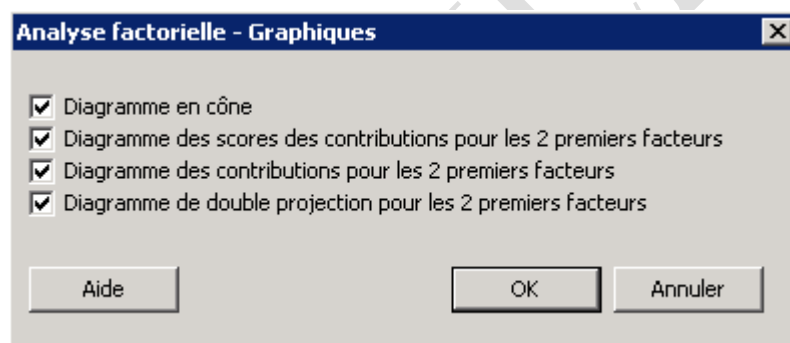 Analyse factorielle - Graphiques
Diagramme en cône
Diagramme des scores des contributions pour les 2 premiers facteurs
Diagramme des contributions pour les 2 premiers facteurs
Diagramme de double projection pour les 2 premiers facteurs
Aide OK Annuler